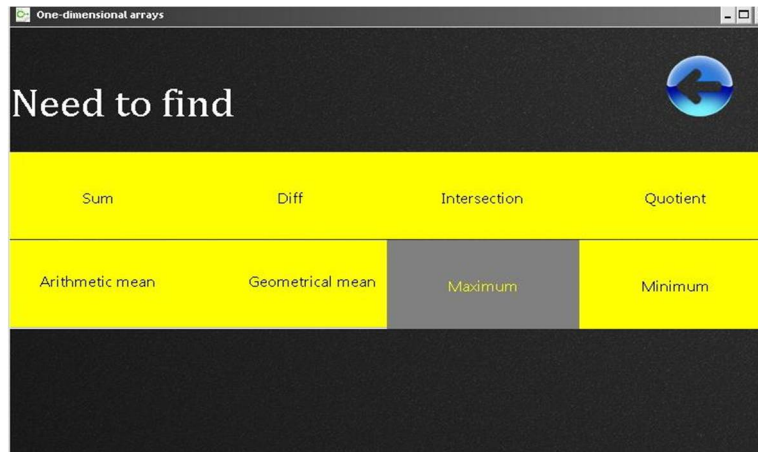 One-dimensional arrays
Need to find
Sum Diff Intersection Quotient
Arithmetic mean Geometrical mean Maximum Minimum